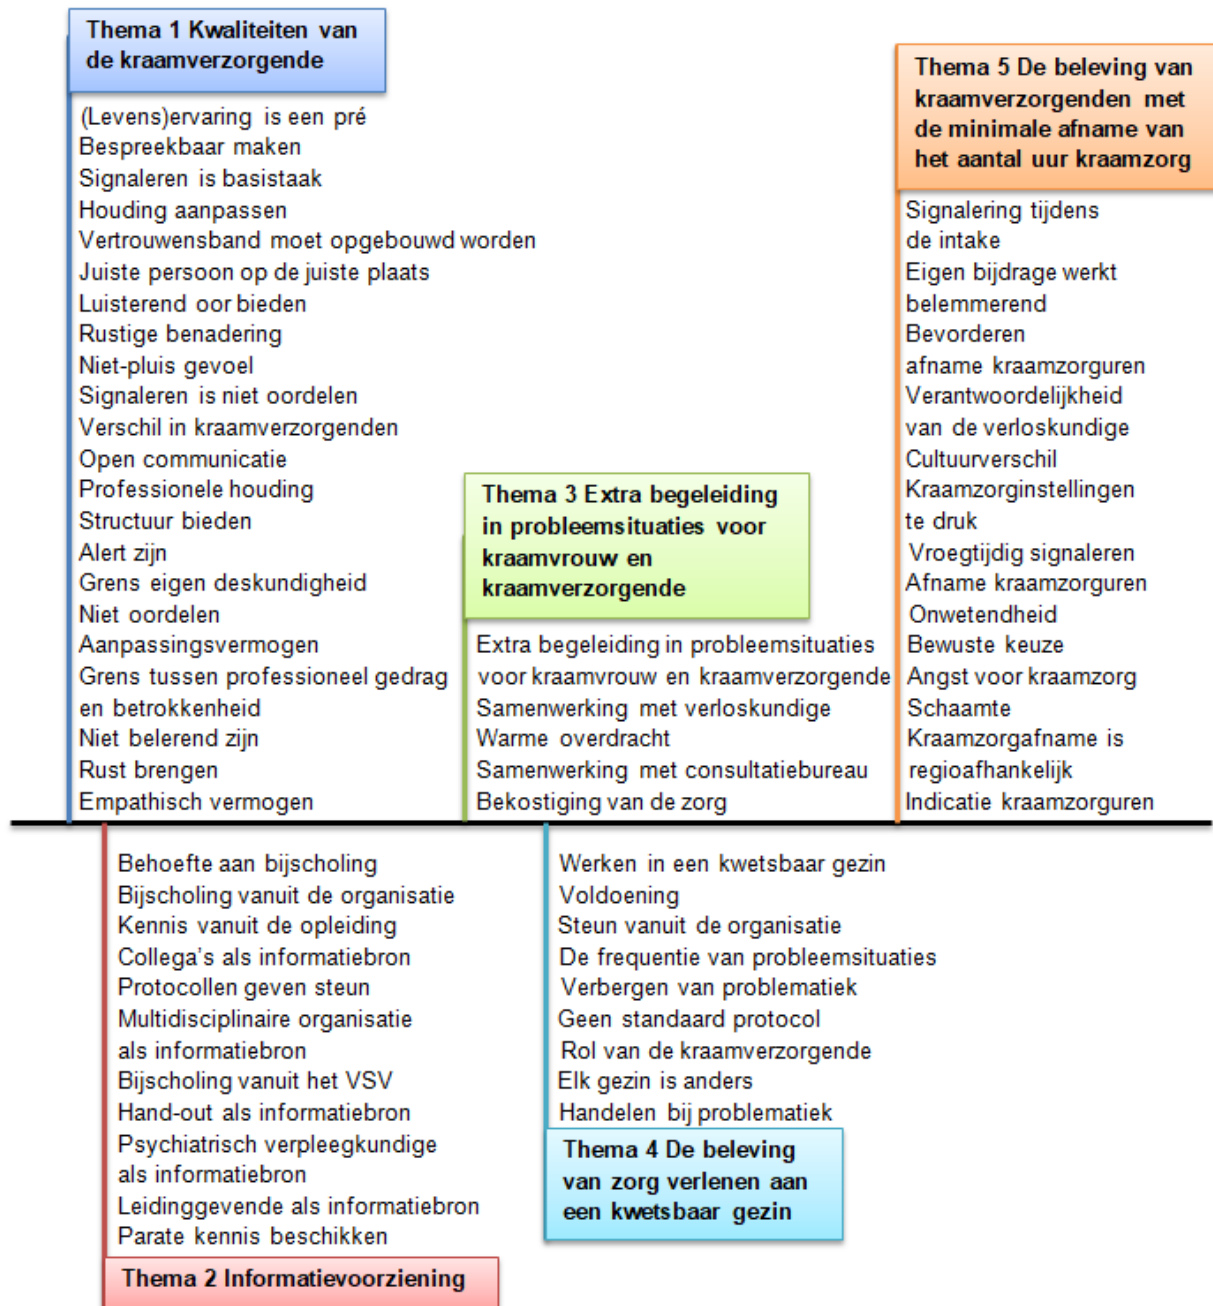 Thema 1 Kwaliteiten van
de kraamverzorgende
(Levens)ervaring is een pré
Bespreekbaar maken
Signaleren is basistaak
Houding aanpassen
Vertrouwensband moet opgebouwd worden
Juiste persoon op de juiste plaats
Luisterend oor bieden
Rustige benadering
Niet-pluis gevoel
Signaleren is niet oordelen
Verschil in kraamverzorgenden
Open communicatie
Professionele houding
Structuur bieden
Alert zijn
Grens eigen deskundigheid
Niet oordelen
Aanpassingsvermogen
Grens tussen professioneel gedrag
en betrokkenheid
Niet belerend zijn
Rust brengen
Empathisch vermogen
Behoefte aan bijscholing
Bijscholing vanuit de organisatie
Kennis vanuit de opleiding
Collega's als informatiebron
Protocollen geven steun
Multidisciplinaire organisatie
als informatiebron
Bijscholing vanuit het VSV
Hand-out als informatiebron
Psychiatrisch verpleegkundige
als informatiebron
Leidinggevende als informatiebron
Parate kennis beschikken
Thema 2 Informatievoorziening
Thema 3 Extra begeleiding
in probleemsituaties voor
kraamvrouw en
kraamverzorgende
Extra begeleiding in probleemsituaties
voor kraamvrouw en kraamverzorgende
Samenwerking met verloskundige
Warme overdracht
Samenwerking met consultatiebureau
Bekostiging van de zorg
Werken in een kwetsbaar gezin
Voldoening
Steun vanuit de organisatie
De frequentie van probleemsituaties
Verbergen van problematiek
Geen standaard protocol
Rol van de kraamverzorgende
Elk gezin is anders
Handelen bij problematiek
Thema 4 De beleving
van zorg verlenen aan
een kwetsbaar gezin
Thema 5 De beleving van
kraamverzorgenden met
de minimale afname van
het aantal uur kraamzorg
Signalering tijdens
de intake
Eigen bijdrage werkt
belemmerend
Bevorderen
afname kraamzorguren
Verantwoordelijkheid
van de verloskundige
Cultuurverschil
Kraamzorginstellingen
te druk
Vroegtijdig signaleren
Afname kraamzorguren
Onwetendheid
Bewuste keuze
Angst voor kraamzorg
Schaamte
Kraamzorgafname is
regioafhankelijk
Indicatie kraamzorguren